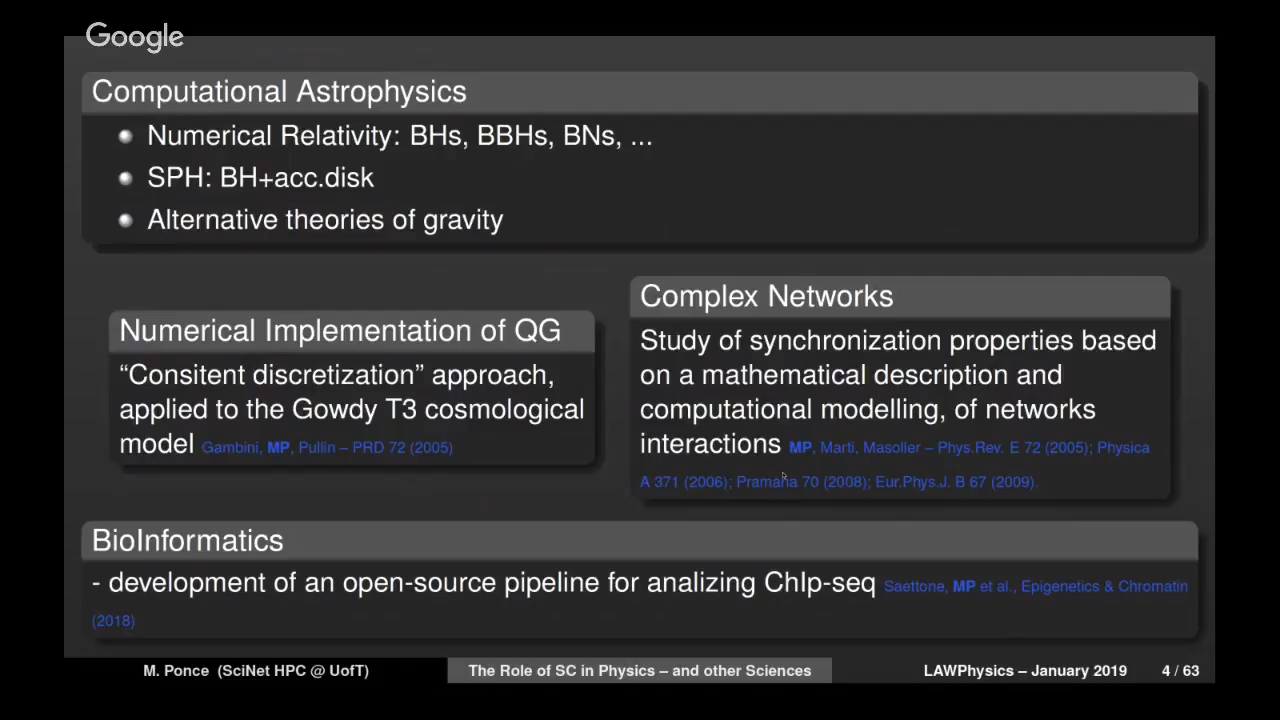 Google
Computational Astrophysics
Numerical Relativity: BHs, BBHs, BNs, ...
SPH: BH+acc.disk
Alternative theories of gravity
Numerical Implementation of QG
“Consitent discretization” approach,
applied to the Gowdy T3 cosmological
model Gambini, MP, Pullin – PRD 72 (2005)
Complex Networks
Study of synchronization properties based
on a mathematical description and
computational modelling, of networks
interactions MP, Marti, Masoller – Phys.Rev. E 72 (2005); Physica
A 371 (2006); Pramana 70 (2008); Eur.Phys.J. B 67 (2009).
BioInformatics
- development of an open-source pipeline for analizing ChIp-seq Saettone, MP et al., Epigenetics & Chromatin
(2018)
M. Ponce (SciNet HPC @ UofT) The Role of SC in Physics – and other Sciences LAWPhysics – January 2019 4 / 63